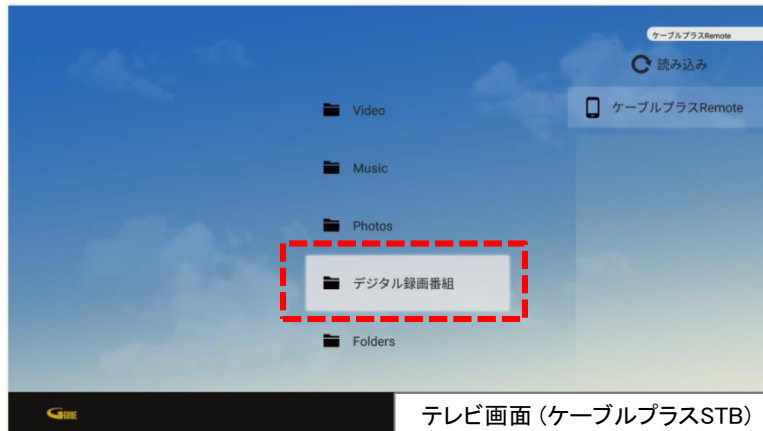 ケーブルプラスRemote
読み込み
ケーブルプラスRemote
Video
Music
Photos
デジタル録画番組
Folders
G GUIDE
テレビ画面（ケーブルプラスSTB）